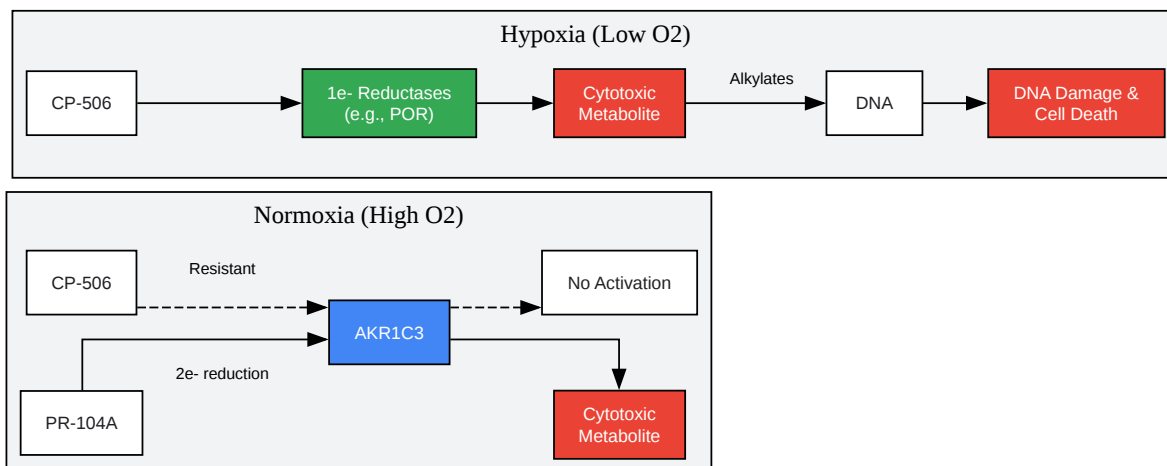 Hypoxia (Low O2)
CP-506
1e- Reductases
(e.g., POR)
Cytotoxic
Metabolite
Alkylates
DNA
DNA Damage &
Cell Death
Normoxia (High O2)
CP-506
Resistant
AKR1C3
No Activation
2e- reduction
PR-104A
Cytotoxic
Metabolite